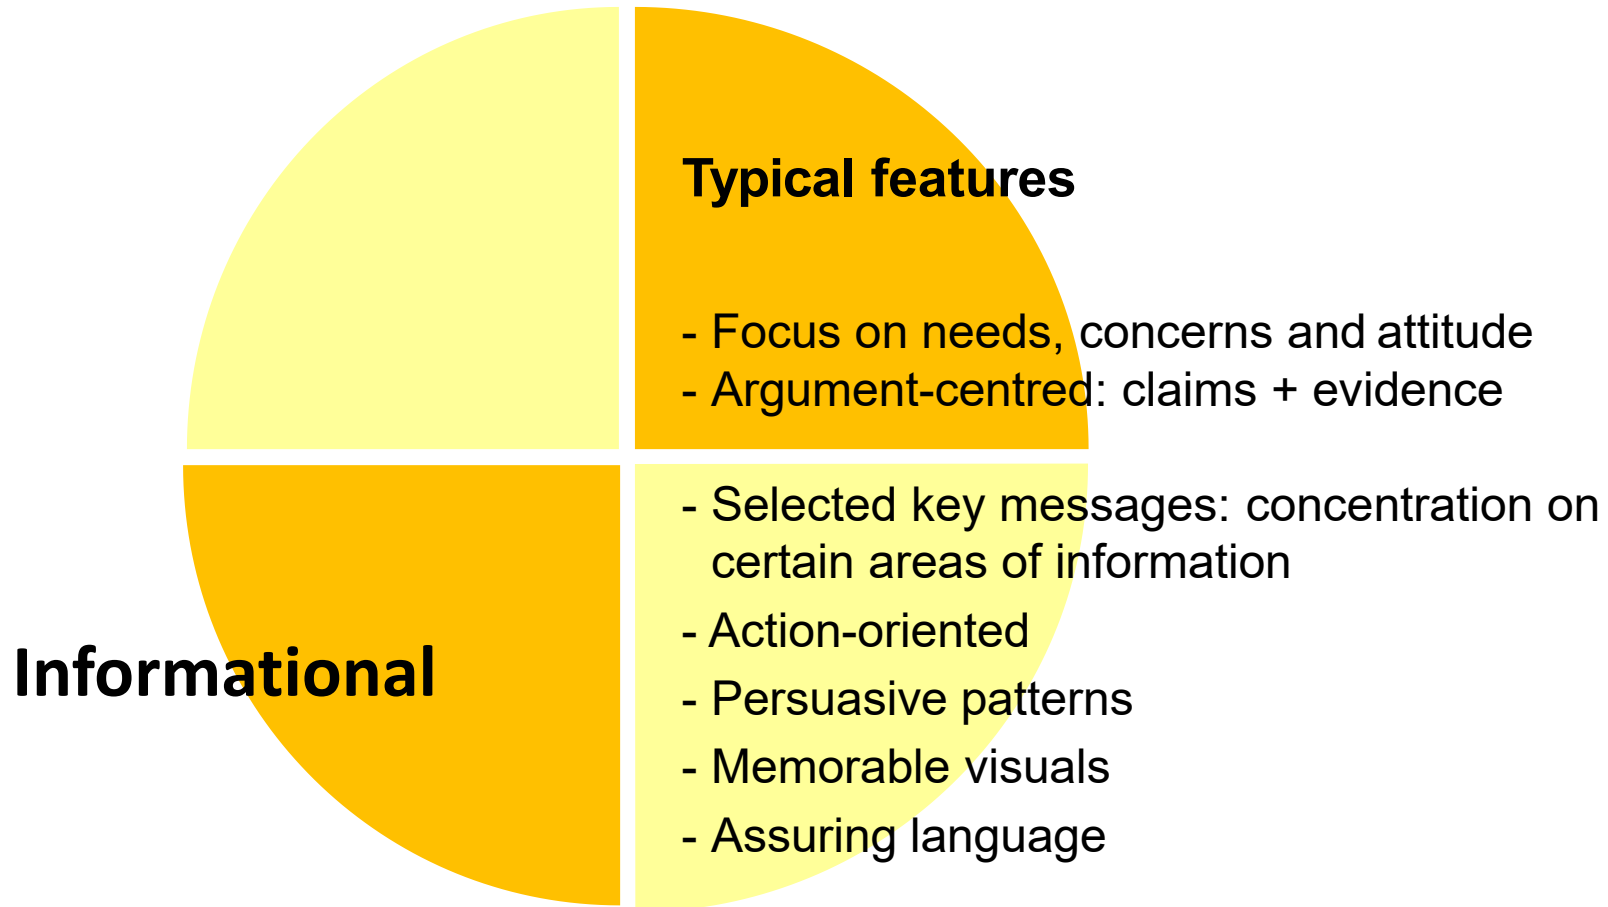 Typical features
- Focus on needs, concerns and attitude
- Argument-centred: claims + evidence
- Selected key messages: concentration on
certain areas of information
- Action-oriented
- Persuasive patterns
- Memorable visuals
- Assuring language
Informational